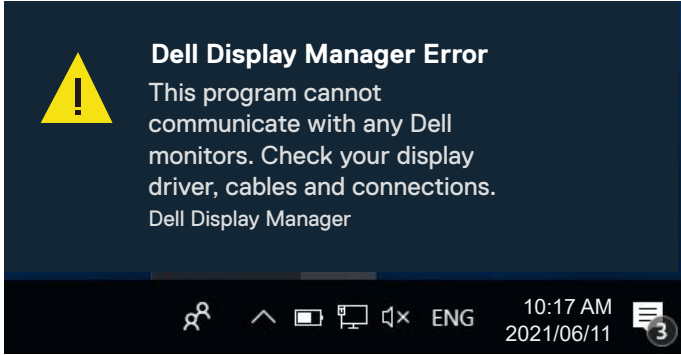 Dell Display Manager Error
This program cannot
communicate with any Dell
monitors. Check your display
driver, cables and connections.
Dell Display Manager
ENG
10:17 AM
2021/06/11
3